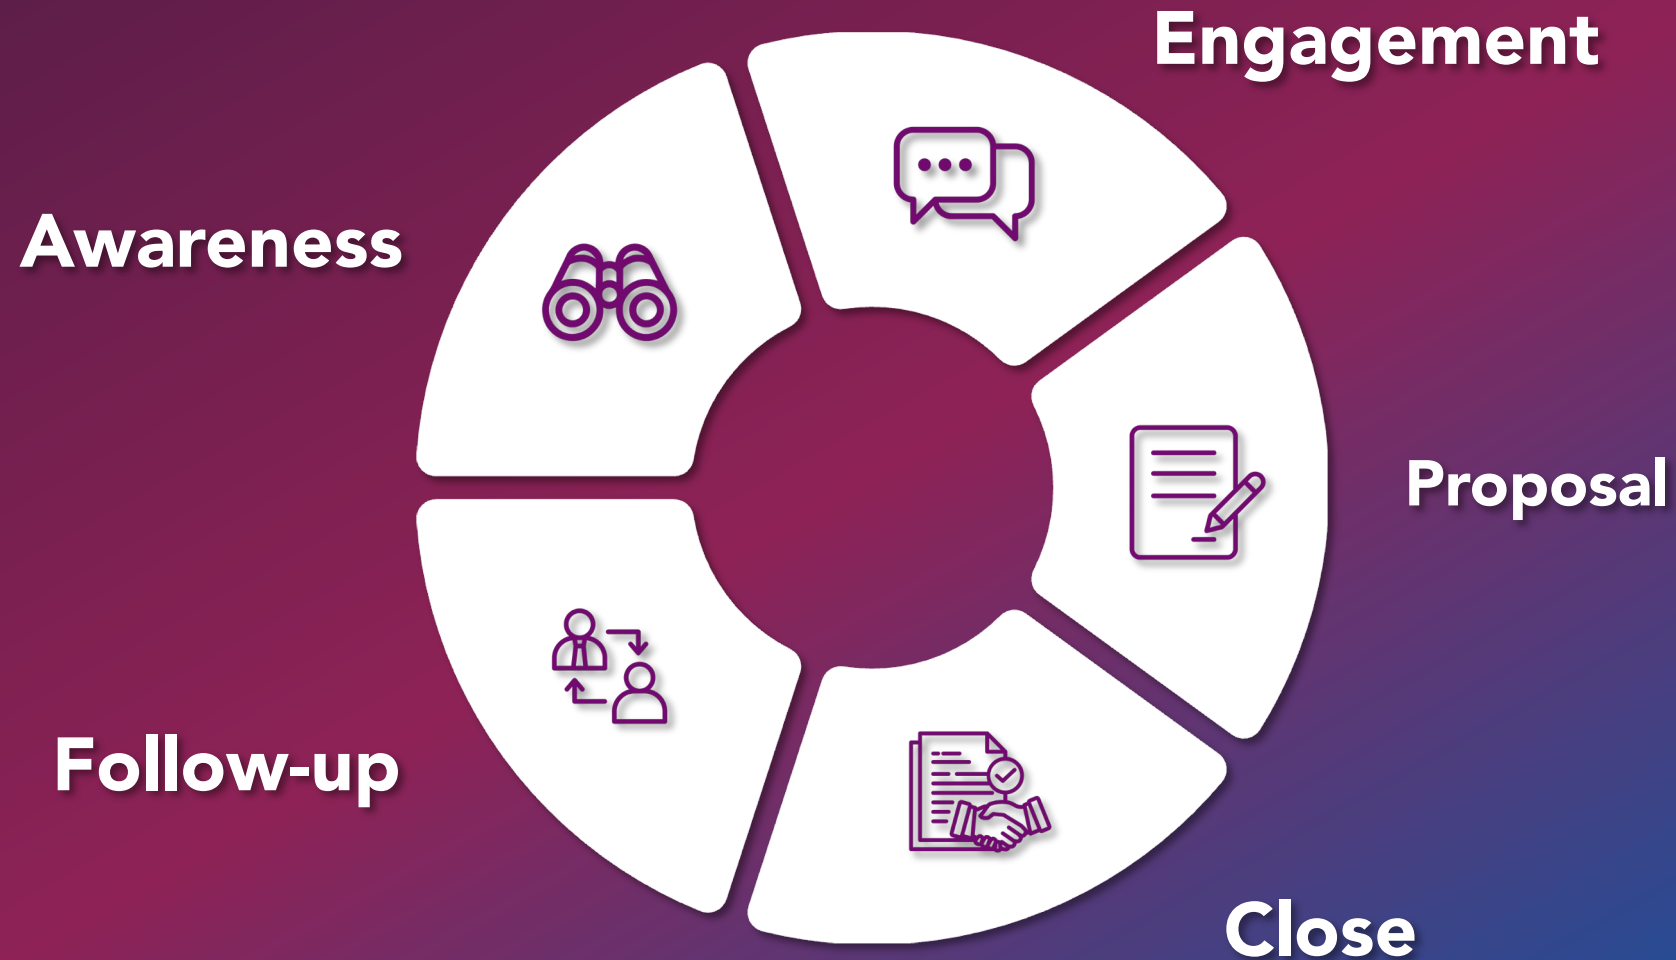 Engagement
Awareness
Proposal
Follow-up
Close